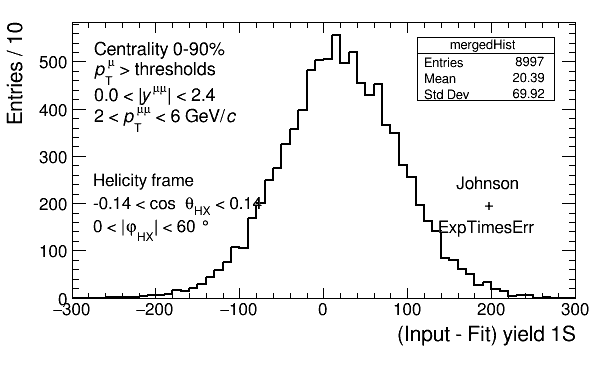 Entries / 10
500
400
300
200
100
0
Centrality 0-90%
p_T^μ > thresholds
0.0 < |y^μμ| < 2.4
2 < p_T^μμ < 6 GeV/c
Helicity frame
-0.14 < cos θ_HX < 0.14
0 < |φ_HX| < 60 °
mergedHist
Entries 8997
Mean 20.39
Std Dev 69.92
Johnson
+
ExpTimesErr
−300 −200 −100 0 100 200 300
(Input - Fit) yield 1S